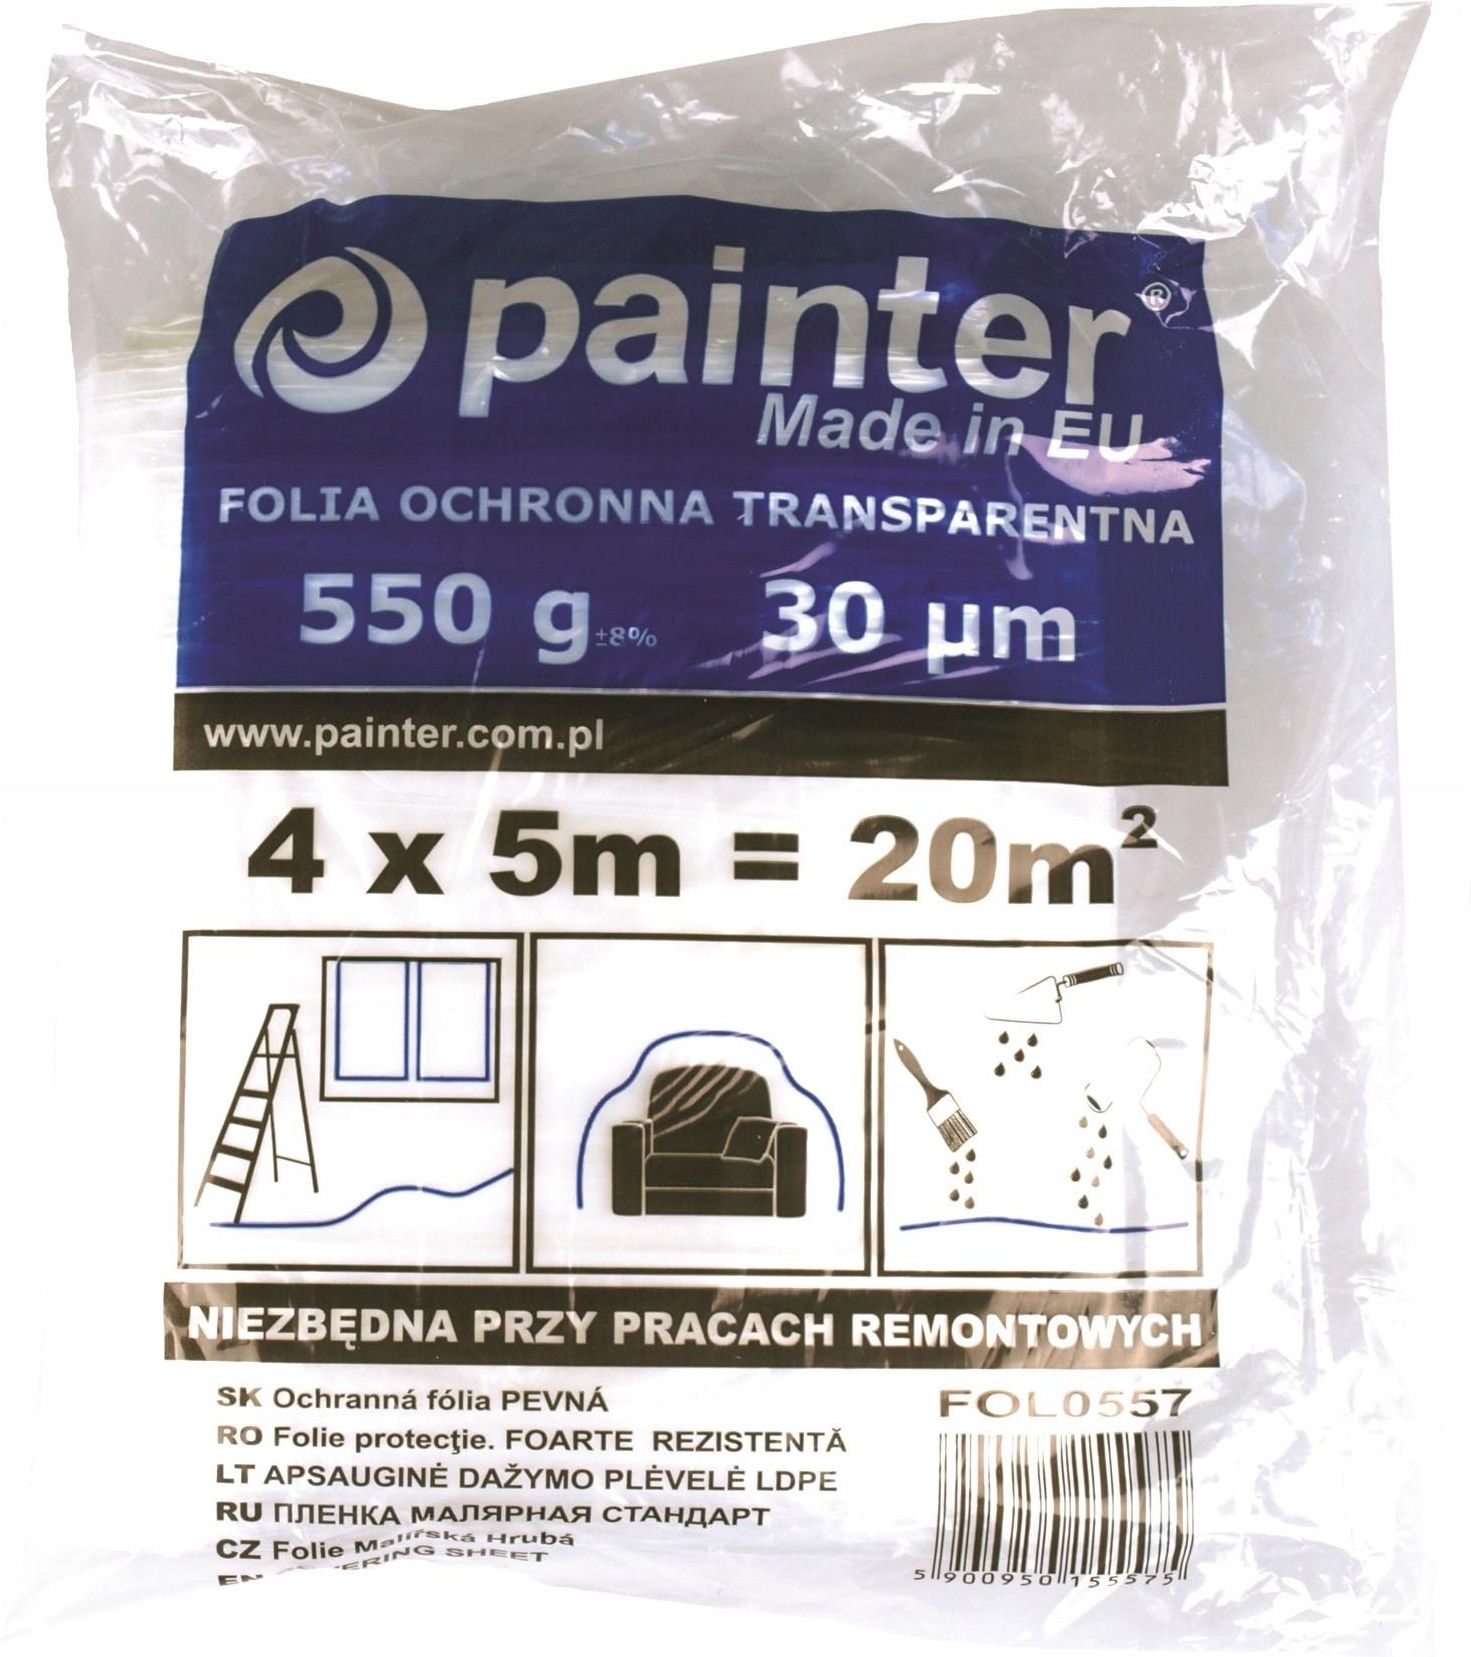 painter®
Made in EU
FOLIA OCHRONNA TRANSPARENTNA
550 g ±8% 30 µm
www.painter.com.pl
4 x 5m = 20m²
NIEZBĘDNA PRZY PRACACH REMONTOWYCH
SK Ochranná fólia PEVNÁ
RO Folie protecţie. FOARTE REZISTENTĂ
LT APSAUGINĖ DAŽYMO PLĖVELĖ LDPE
RU ПЛЕНКА МАЛЯРНАЯ СТАНДАРТ
CZ Folie Malířská Hrubá
EN SHEET
FOL0557
5 900950 155575